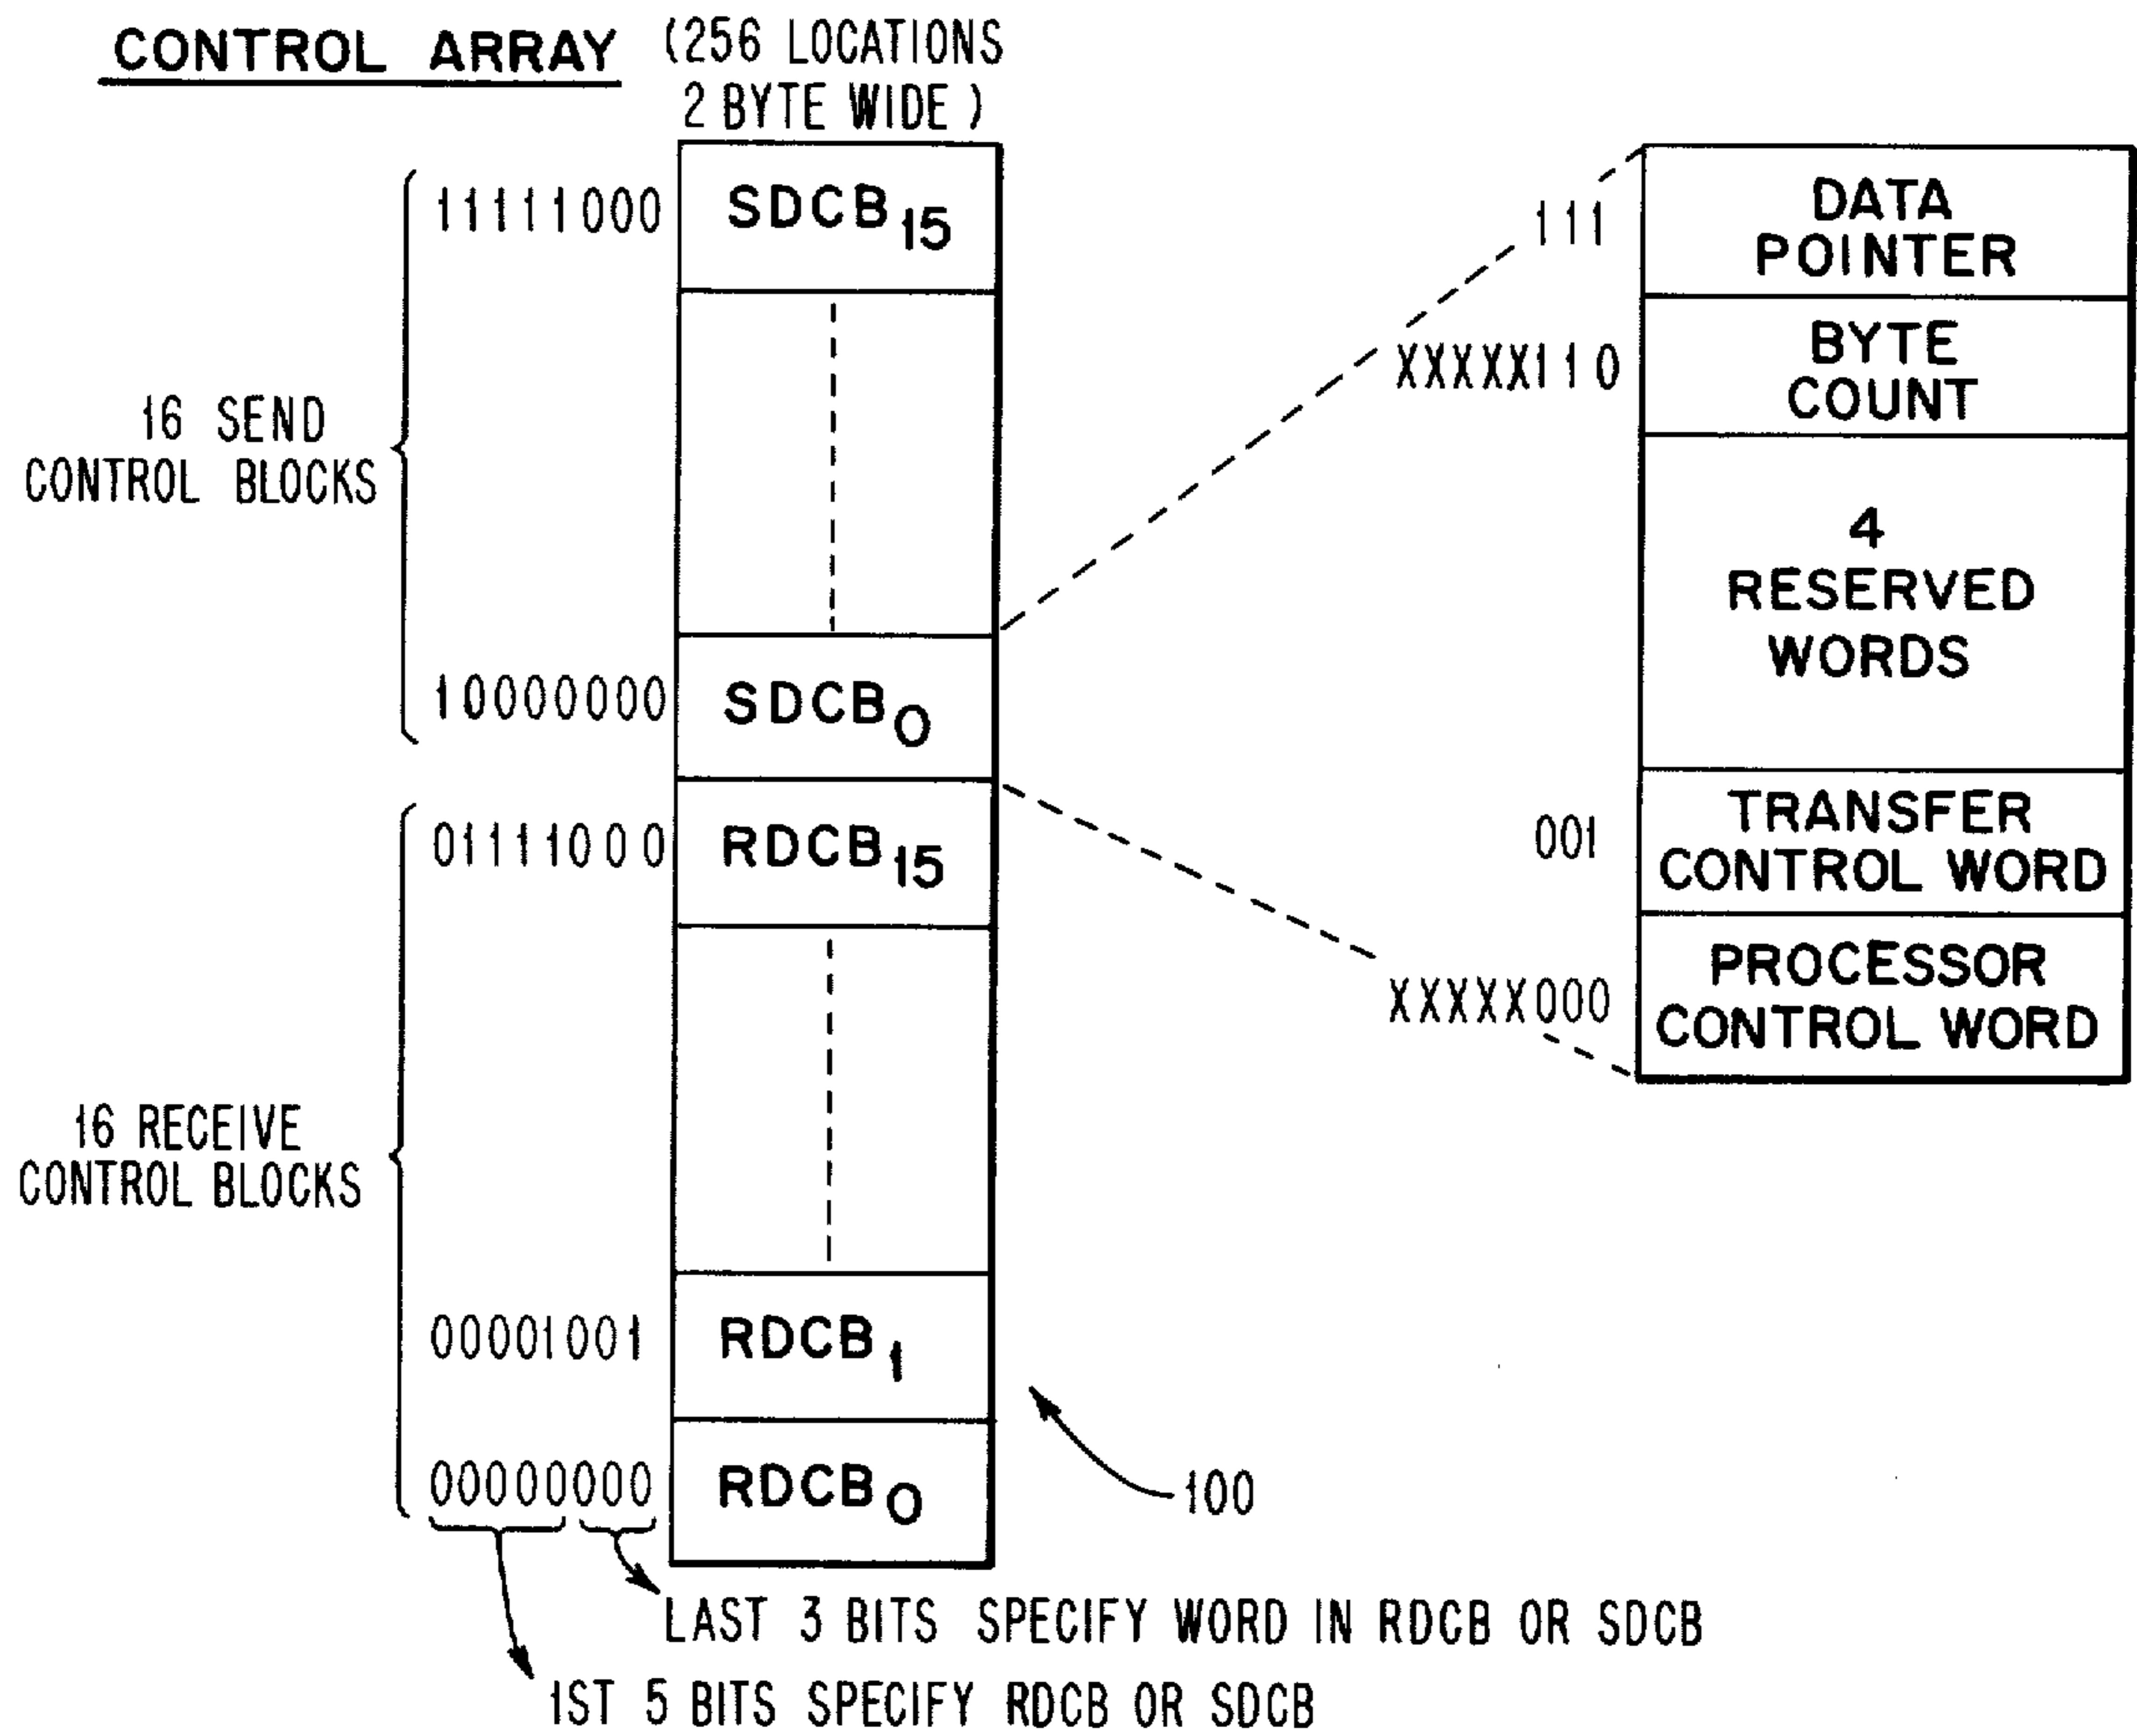 CONTROL ARRAY
(256 LOCATIONS
2 BYTE WIDE)
11111000
SDCB15
16 SEND
CONTROL BLOCKS
10000000
SDCB0
01111000
RDCB15
16 RECEIVE
CONTROL BLOCKS
00001001
RDCB1
00000000
RDCB0
100
LAST 3 BITS SPECIFY WORD IN RDCB OR SDCB
1ST 5 BITS SPECIFY RDCB OR SDCB
111
DATA
POINTER
XXXXX110
BYTE
COUNT
4
RESERVED
WORDS
001
TRANSFER
CONTROL WORD
XXXXX000
PROCESSOR
CONTROL WORD